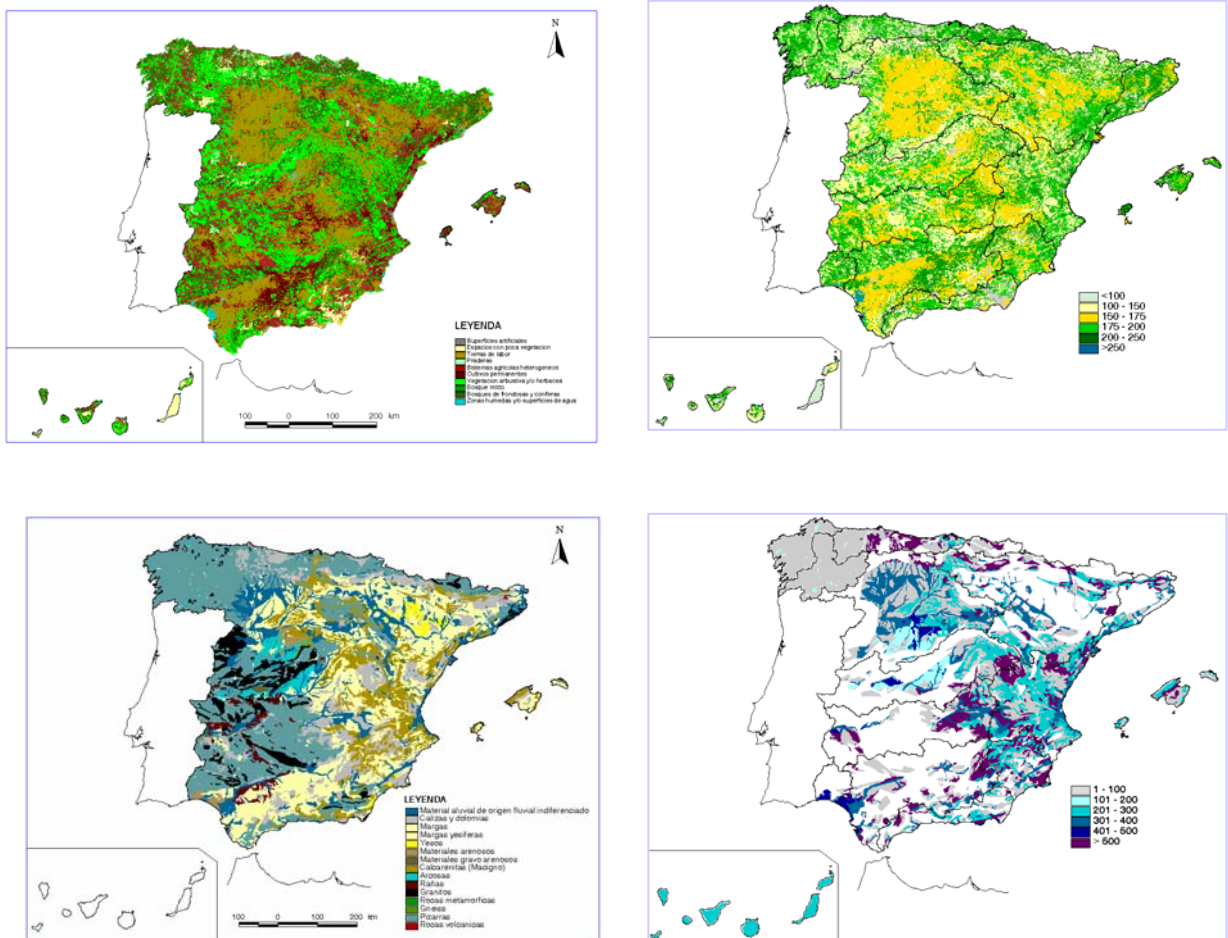 N
LEYENDA
Superficies artificiales
Espacios con poca vegetacion
Tierras de labor
Praderas
Sistemas agricolas heterogeneos
Cultivos permanentes
Vegetacion arbustiva y/o herbacea
Bosque mixto
Bosques de frondosas y coniferas
Zonas humedas y/o superficies de agua
100 0 100 200 km
<100
100 - 150
150 - 175
175 - 200
200 - 250
>250
N
LEYENDA
Material aluvial de origen fluvial indiferenciado
Calizas y dolomias
Margas
Margas yesiferas
Yesos
Materiales arenosos
Materiales gravo arenosos
Calcarenitas (Macigno)
Arcosas
Rañas
Granitos
Rocas metamorficas
Gneiss
Pizarras
Rocas volcanicas
100 0 100 200 km
1 - 100
101 - 200
201 - 300
301 - 400
401 - 500
> 500